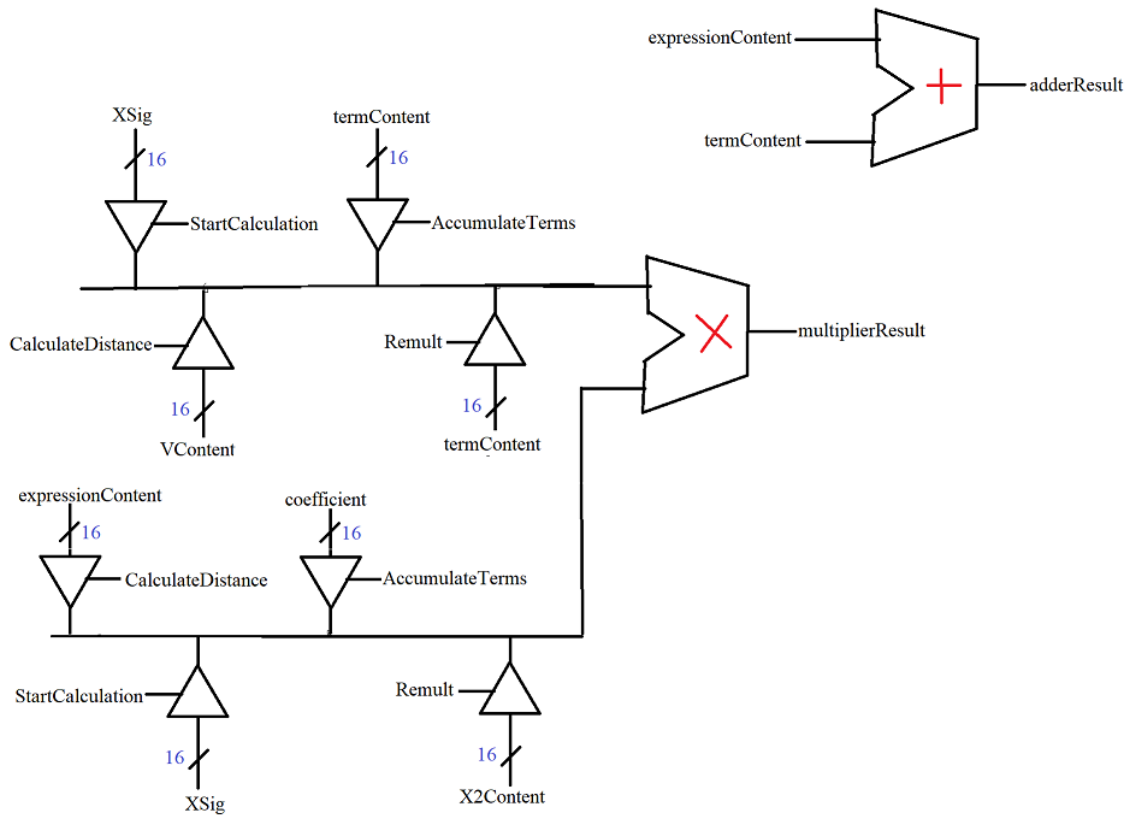 expressionContent
adderResult
termContent
+
XSig
16
termContent
16
StartCalculation
AccumulateTerms
CalculateDistance
Remult
multiplierResult
×
16
VContent
16
termContent
expressionContent
16
coefficient
16
CalculateDistance
AccumulateTerms
StartCalculation
Remult
16
XSig
16
X2Content